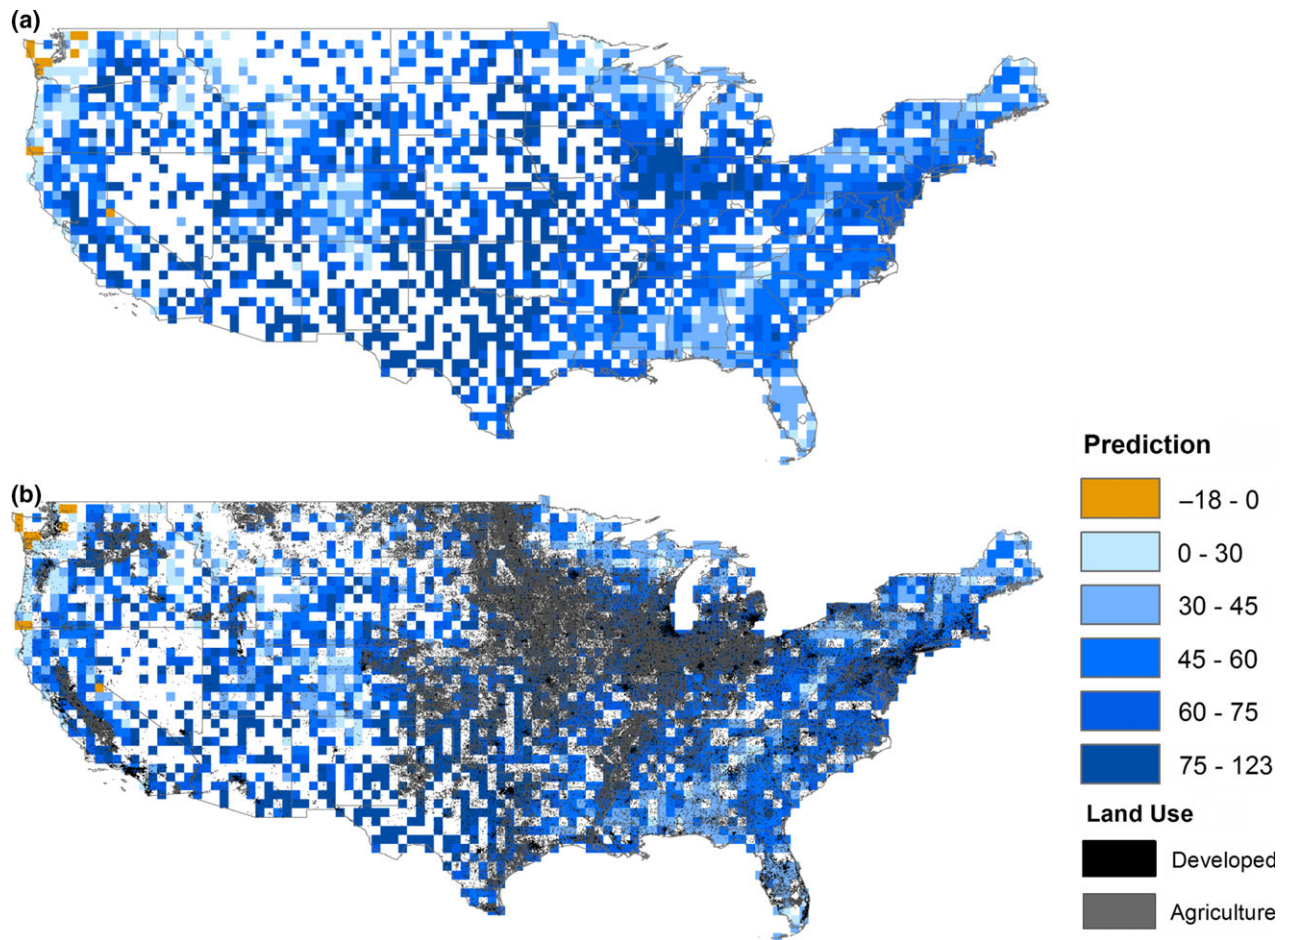 (a)
(b)
Prediction
–18 - 0
0 - 30
30 - 45
45 - 60
60 - 75
75 - 123
Land Use
Developed
Agriculture